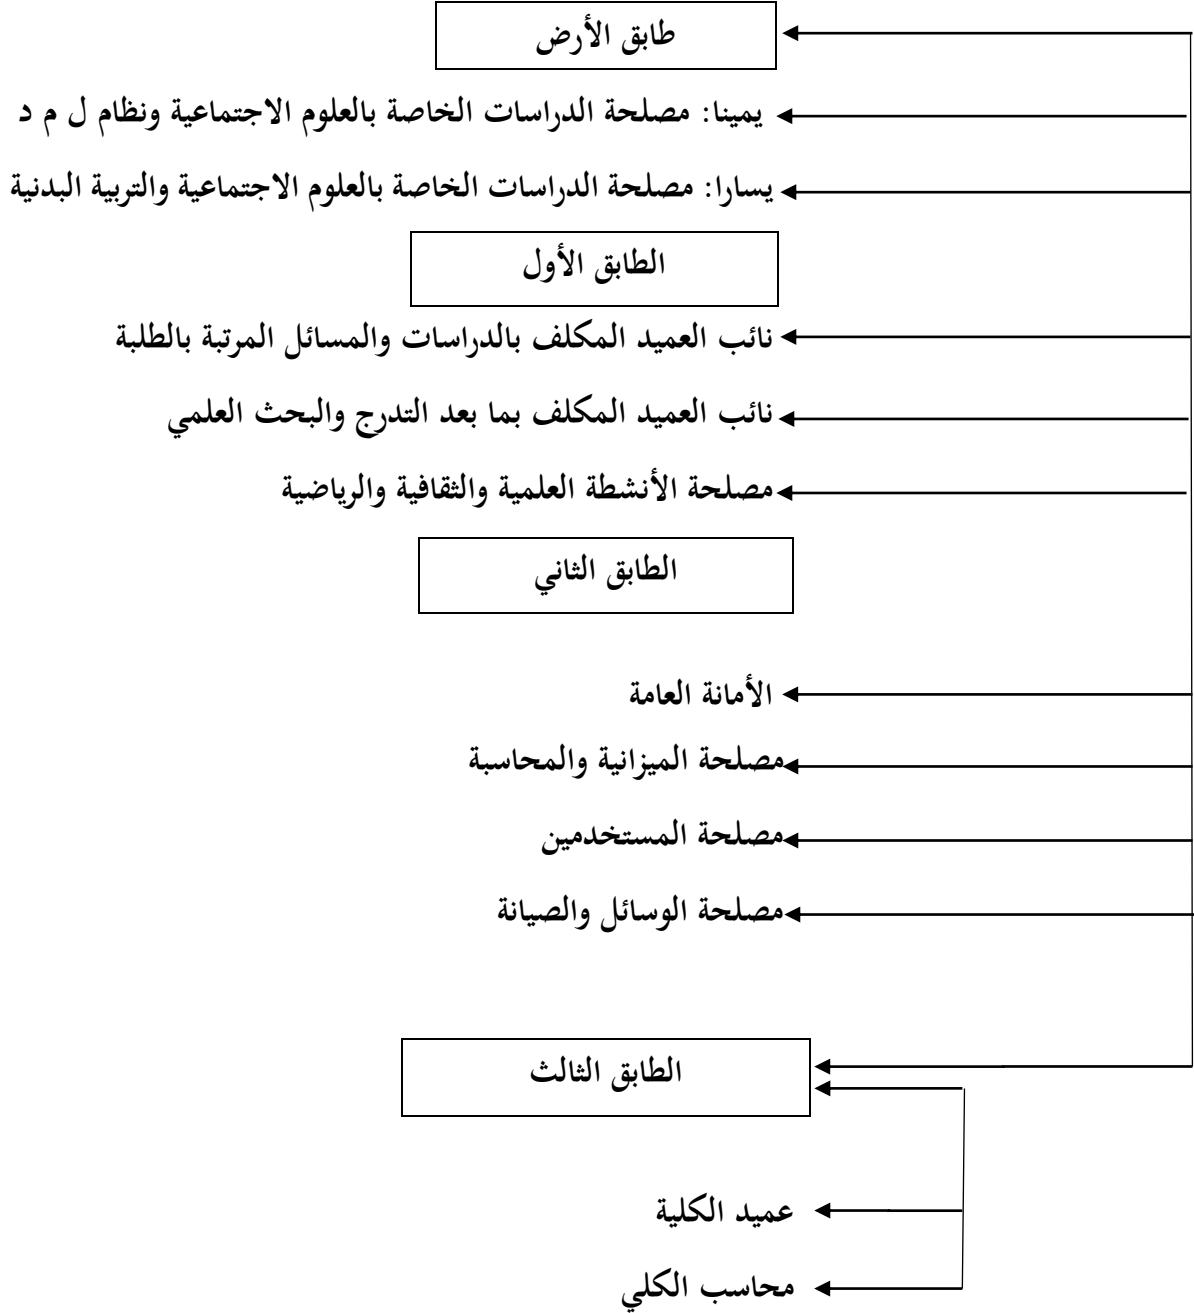 طابق الأرض
يمينا: مصلحة الدراسات الخاصة بالعلوم الاجتماعية ونظام ل م د
يسارا: مصلحة الدراسات الخاصة بالعلوم الاجتماعية والتربية البدنية
الطابق الأول
نائب العميد المكلف بالدراسات والمسائل المرتبة بالطلبة
نائب العميد المكلف بما بعد التدرج والبحث العلمي
مصلحة الأنشطة العلمية والثقافية والرياضية
الطابق الثاني
الأمانة العامة
مصلحة الميزانية والمحاسبة
مصلحة المستخدمين
مصلحة الوسائل والصيانة
الطابق الثالث
عميد الكلية
محاسب الكلي